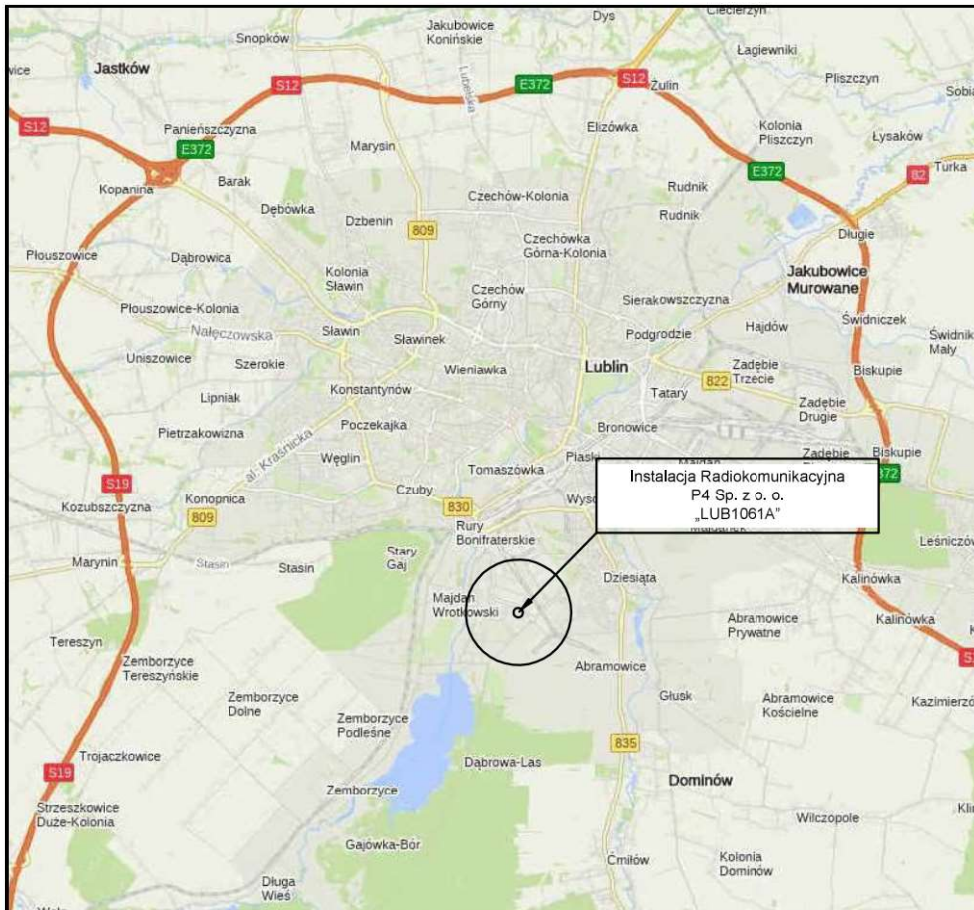 Ciecierzyn
Dys
Snopków
Jakubowice
Konińskie
Łagiewniki
Jastków
Lubelska
E372
S12
S12
Żulin
Pliszczyn
S12
Panieńszczyzna
Elizówka
Kolonia
Pliszczyn
Łysaków
E372
Marysin
E372
82
Turka
Kopanina
Barak
Czechów-Kolonia
Rudnik
Dębówka
Dzbenin
809
Rudnik
Długie
Czechówka
Górna-Kolonia
Płouszowice
Dąbrowica
Kolonia
Sławin
Czechów
Górny
Jakubowice
Murowane
Sierakowszczyzna
Płouszowice-Kolonia
Świdniczek
Nałęczowska
Sławin
Sławinek
Podgrodzie
Hajdów
Świdnik
Mały
Uniszowice
Szerokie
Wieniawka
Lublin
Zadębie
Trzecie
Biskupie
Konstantynów
822
Lipniak
Tatary
Zadębie
Drugie
Poczekajka
Bronowice
Pietrzakowizna
al. Kraśnicka
Węglin
Tomaszówka
Piaski
Zadębie
Biskupie
S19
Czuby
Instalacja Radiokomunikacyjna
P4 Sp. z o. o.
„LUB1061A”
Kozubszczyzna
Konopnica
809
830
Rury
Bonifraterskie
Leśniczów
Marynin
Stasin
Stasin
Stary
Gaj
Dziesiąta
Kalinówka
Majdan
Wrotkowski
Kalinówka
Abramowice
Prywatne
Tereszyn
Zemborzyce
Tereszyńskie
Abramowice
Zemborzyce
Dolne
Głusk
Abramowice
Kościelne
Zemborzyce
Podleśne
835
Trojaczkowice
Dąbrowa-Las
S19
Dominów
Zemborzyce
Strzeszkowice
Duże-Kolonia
Wilczopole
Gajówka-Bór
Ćmiłów
Kolonia
Dominów
Długa
Wieś